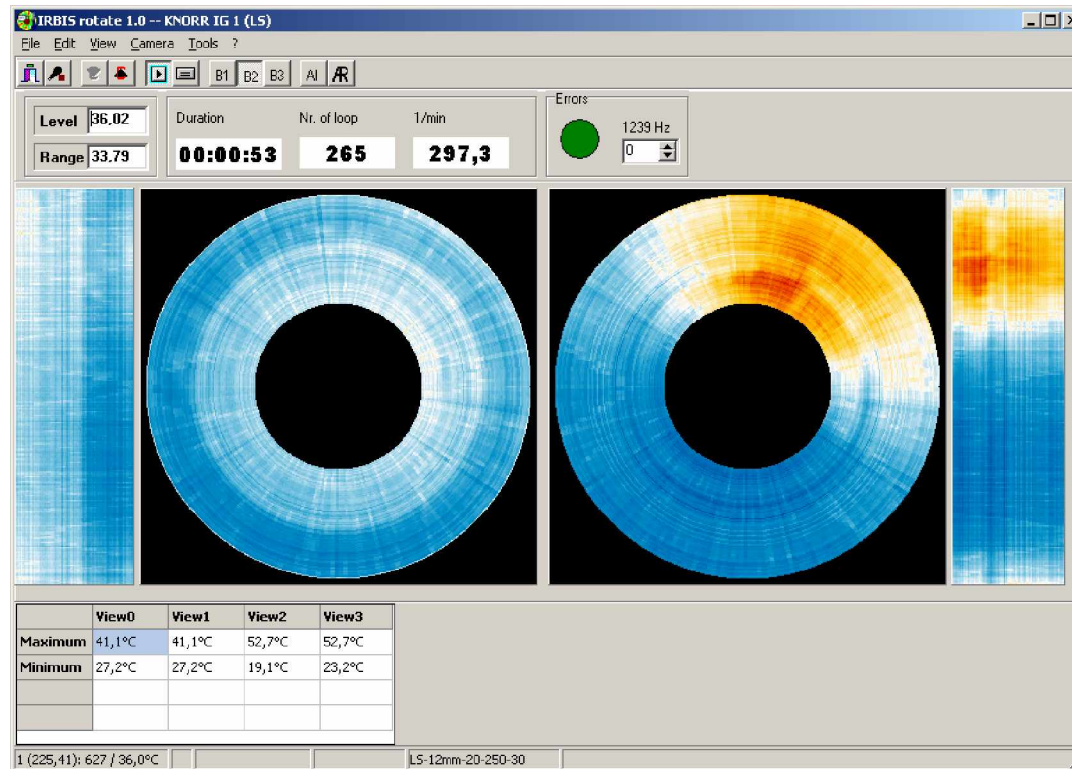 IRBIS rotate 1.0 -- KNORR IG 1 (LS)
File Edit View Camera Tools ?
B1 B2 B3 AI Æ
Errors
Level 36,02 Duration Nr. of loop 1/min 1239 Hz
Range 33,79 00:00:53 265 297,3 0
View0 View1 View2 View3
Maximum 41,1°C 41,1°C 52,7°C 52,7°C
Minimum 27,2°C 27,2°C 19,1°C 23,2°C
1 (225,41): 627 / 36,0°C LS-12mm-20-250-30